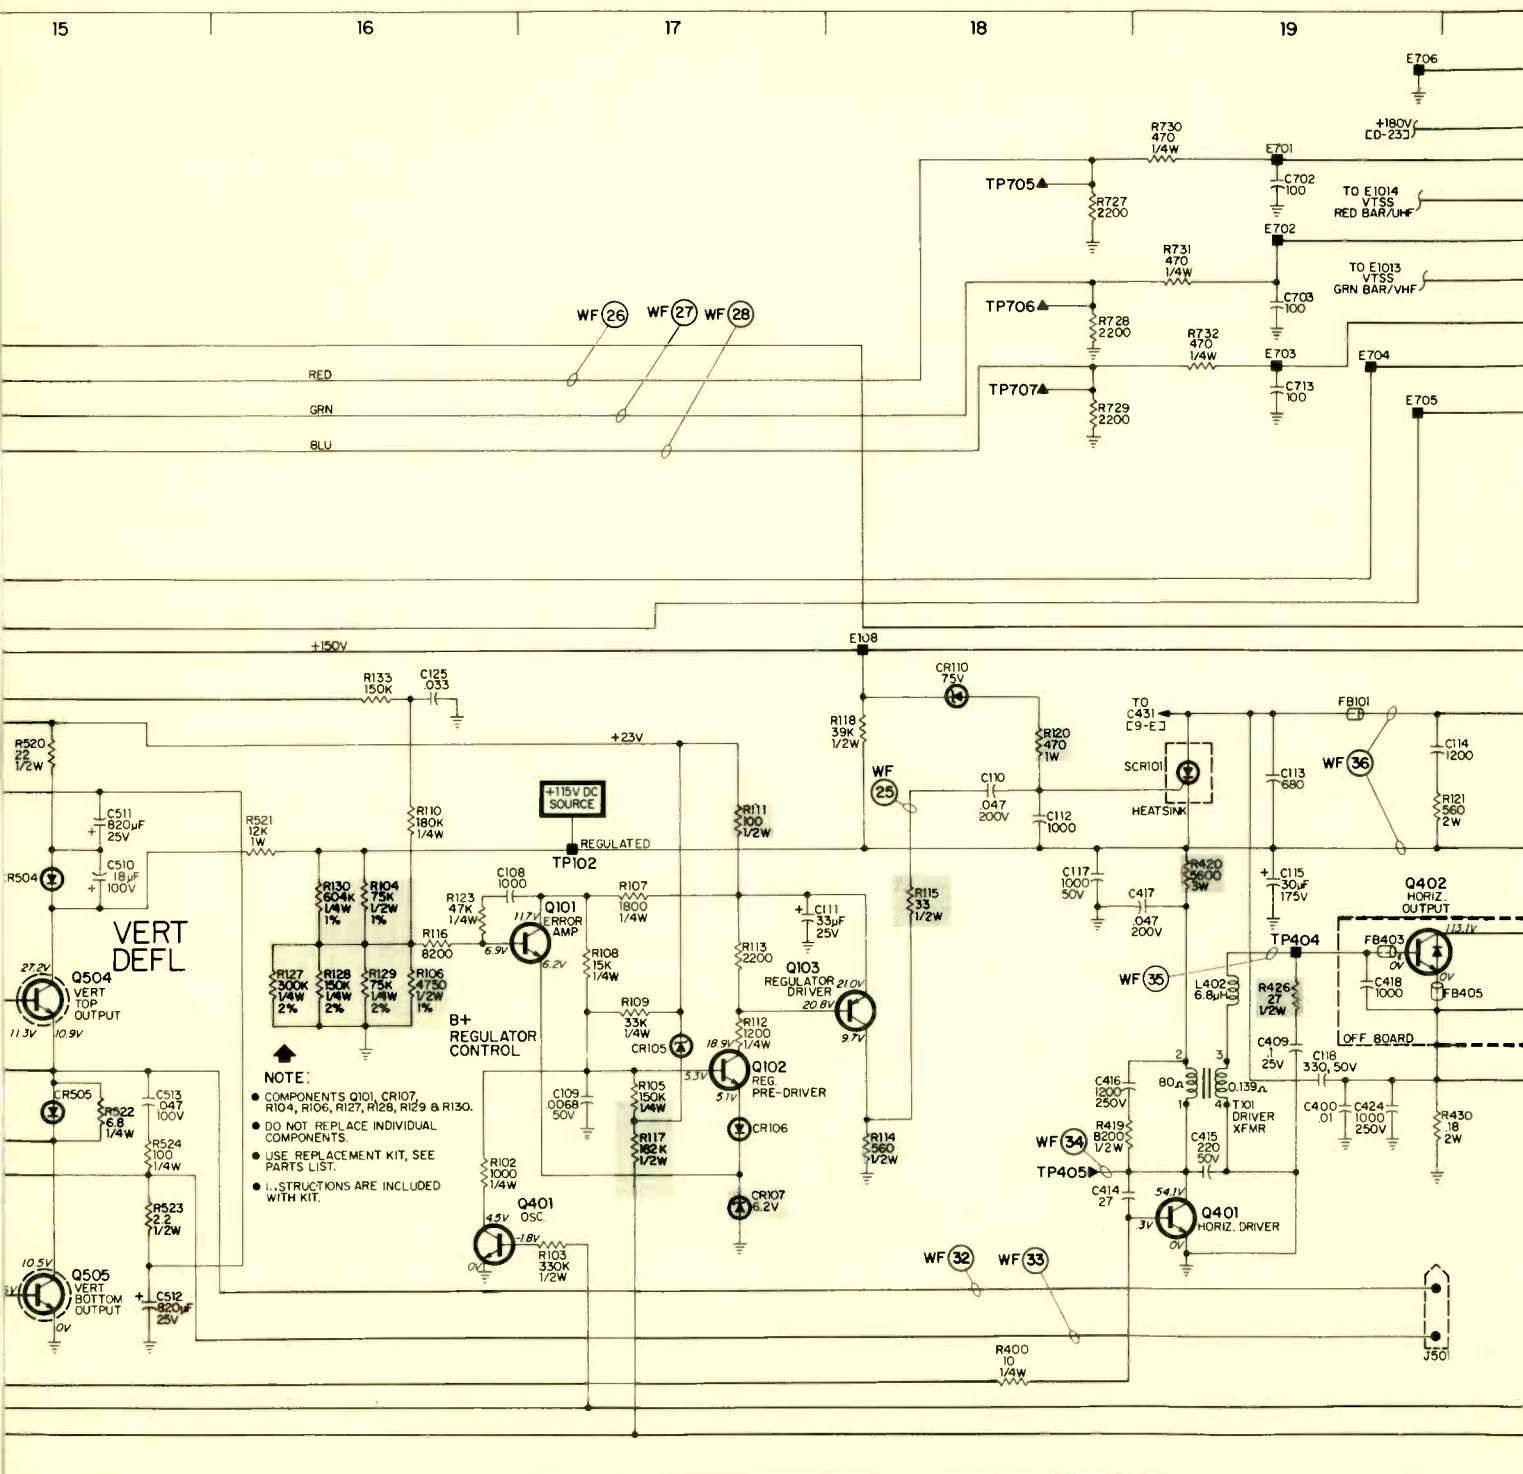 15
16
17
18
19
E706
+180V
[D-23]
R730
470
1/4W
E701
TP705
C702
100
R727
2200
TO E1014
VTSS
RED BAR/UHF
E702
R731
470
1/4W
TO E1013
VTSS
GRN BAR/VHF
TP706
C703
100
R728
2200
WF 26
WF 27
WF 28
R732
470
1/4W
E703
E704
RED
TP707
C713
100
GRN
R729
2200
E705
BLU
+150V
E108
R133
150K
C125
.033
CR110
75V
TO
C431
[9-E]
FB101
R520
22
1/2W
+23V
R118
39K
1/2W
R120
470
1W
SCR101
HEATSINK
C113
680
WF 36
C114
1200
R121
560
2W
WF
25
C110
.047
200V
C112
1000
+115V DC
SOURCE
REGULATED
TP102
R111
100
1/2W
C511
820µF
25V
R521
12K
1W
R110
180K
1/4W
C510
18µF
100V
CR504
R130
604K
1/4W
1%
R104
75K
1/2W
1%
R123
47K
1/4W
C108
1000
Q101
ERROR
AMP
11.7V
6.9V
6.2V
R107
1800
1/4W
C111
33µF
25V
R115
33
1/2W
C117
1000
50V
C417
.047
200V
R420
5600
3W
C115
30µF
175V
Q402
HORIZ.
OUTPUT
113.1V
VERT
DEFL
R116
8200
R108
15K
1/4W
R113
2200
TP404
FB403
0V
0V
WF 35
L402
6.8µH
R426
27
1/2W
C418
1000
FB405
OFF BOARD
27.2V
Q504
VERT
TOP
OUTPUT
11.3V
10.9V
R127
300K
1/4W
2%
R128
150K
1/4W
2%
R129
75K
1/4W
2%
R106
4750
1/2W
1%
Q103
REGULATOR
DRIVER
21.0V
20.8V
9.7V
B+
REGULATOR
CONTROL
R109
33K
1/4W
CR105
R112
1200
1/4W
18.9V
Q102
REG.
PRE-DRIVER
5.3V
5.1V
C409
.1
25V
C118
330, 50V
NOTE:
● COMPONENTS Q101, CR107,
R104, R106, R127, R128, R129 & R130.
● DO NOT REPLACE INDIVIDUAL
COMPONENTS.
● USE REPLACEMENT KIT, SEE
PARTS LIST.
● I..STRUCTIONS ARE INCLUDED
WITH KIT.
CR505
R522
6.8
1/4W
C513
.047
100V
R524
100
1/4W
R523
2.2
1/2W
C109
.0068
50V
R105
150K
1/4W
R117
182K
1/2W
CR106
CR107
6.2V
R114
560
1/2W
C416
1200
250V
2
3
80Ω
0.139Ω
1
4
T101
DRIVER
XFMR
C400
.01
C424
1000
250V
R430
.18
2W
R419
8200
1/2W
C415
220
50V
WF 34
TP405
C414
27
R102
1000
1/4W
4.5V
Q401
OSC.
-1.8V
0V
R103
330K
1/2W
54.1V
Q401
HORIZ. DRIVER
.3V
0V
10.5V
Q505
VERT
BOTTOM
OUTPUT
0V
C512
820µF
25V
WF 32
WF 33
J501
R400
10
1/4W